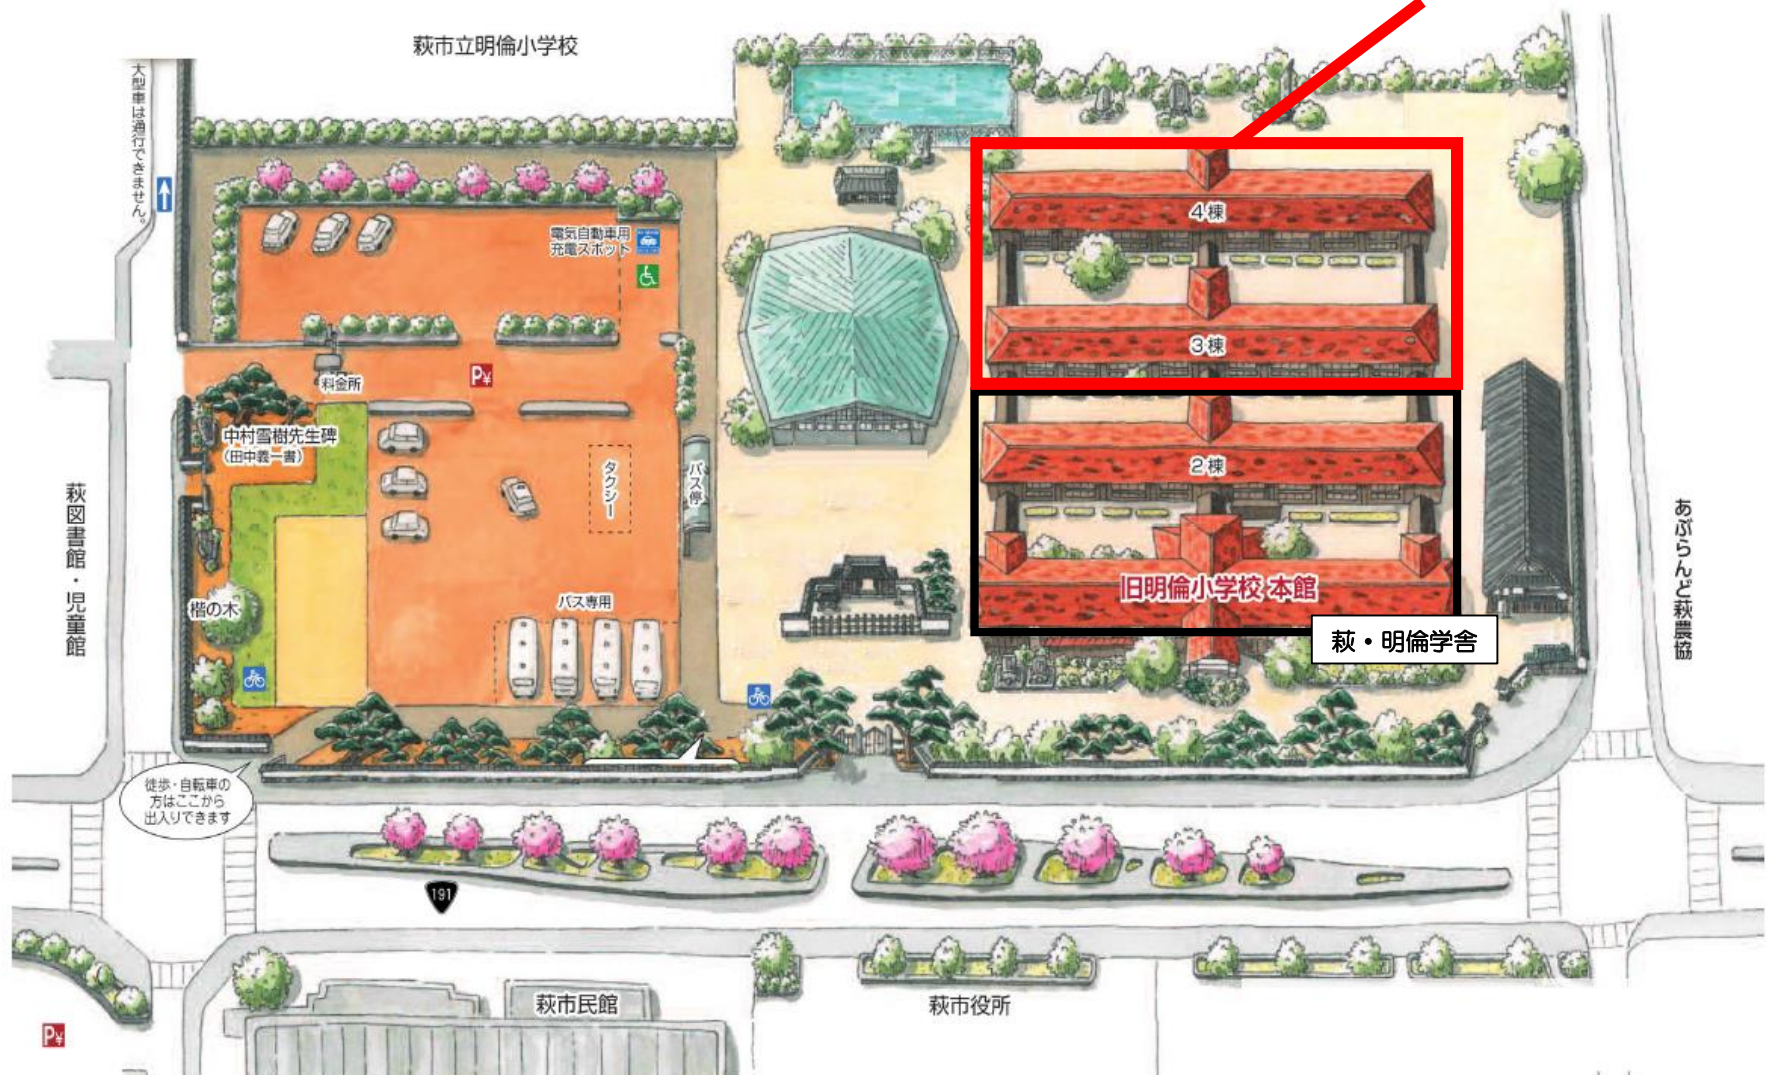 萩市立明倫小学校
大型車は通行できません。
電気自動車用
充電スポット
4棟
3棟
料金所
P¥
中村雪樹先生碑
(田中義一書)
タクシー
バス停
2棟
萩図書館・児童館
あぶらんど萩農協
旧明倫小学校 本館
楷の木
バス専用
萩・明倫学舎
徒歩・自転車の
方はここから
出入りできます
191
萩市民館
萩市役所
P¥